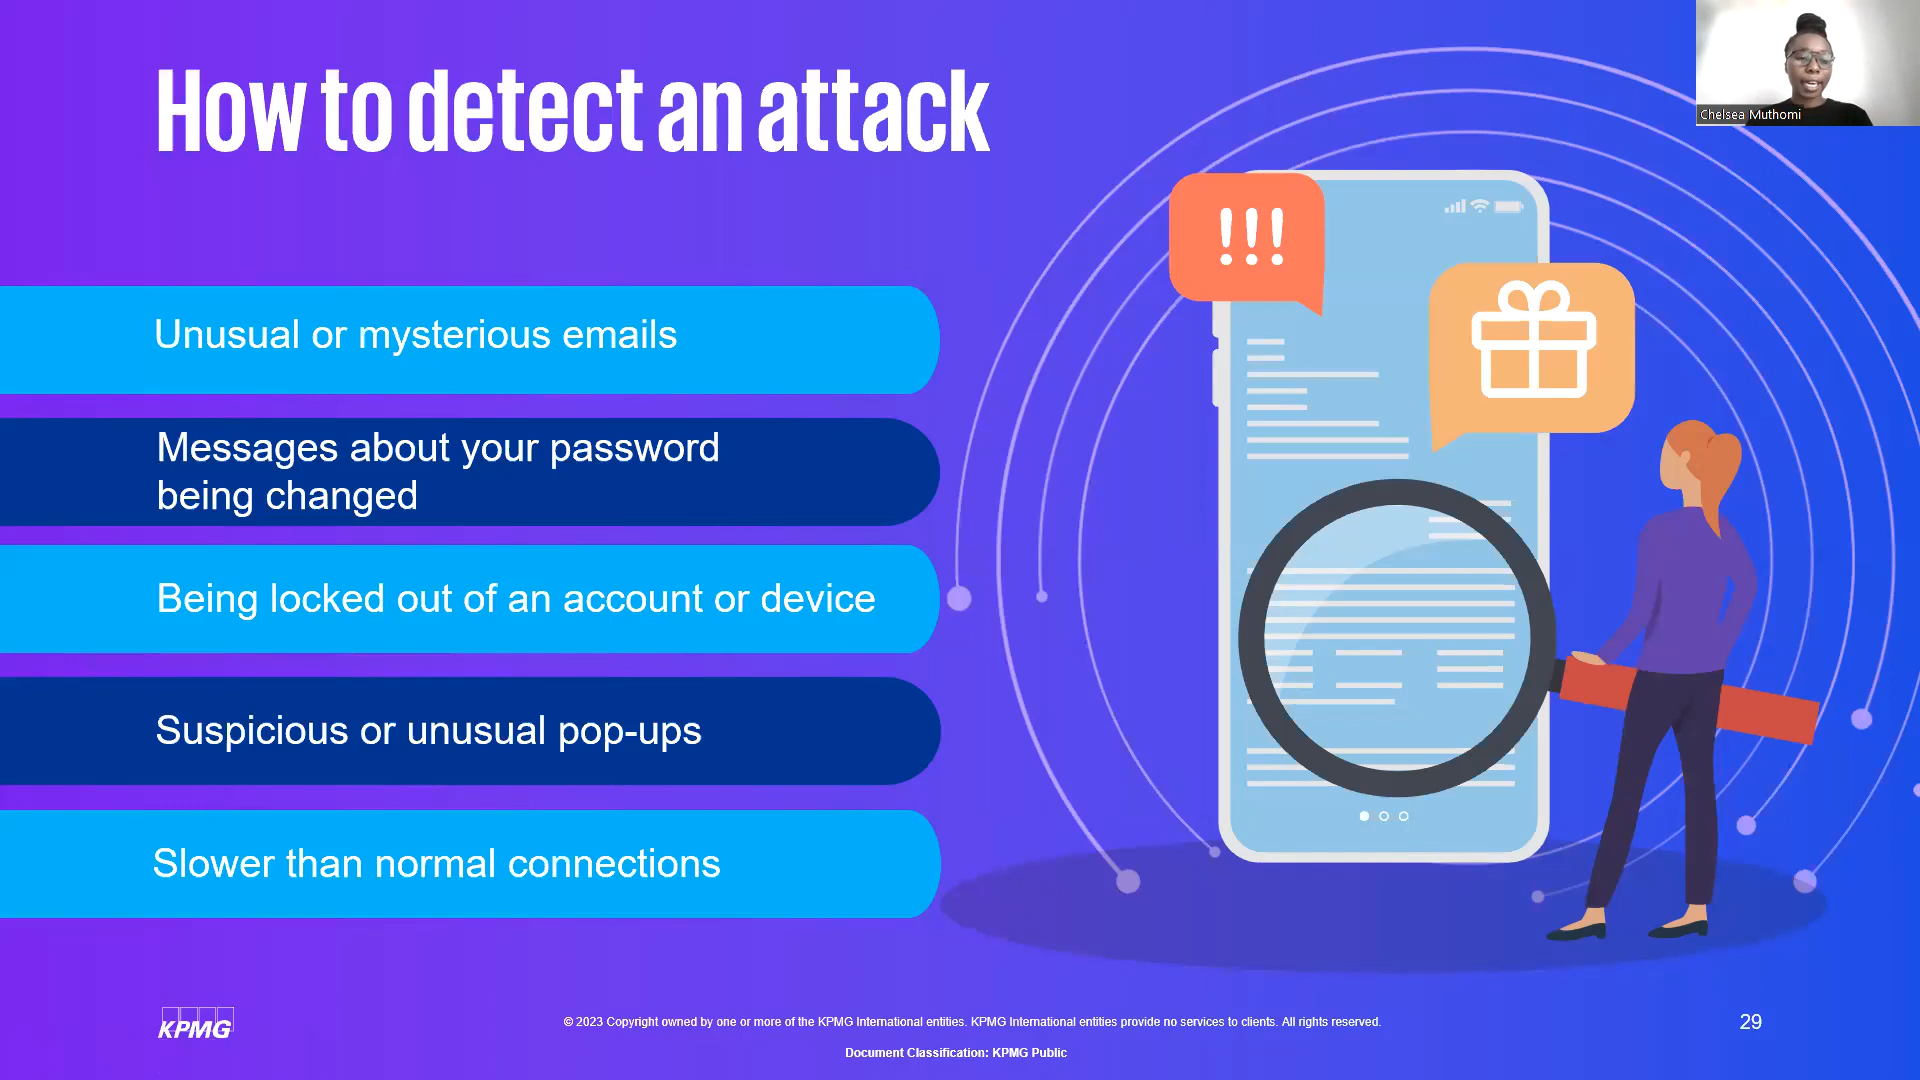 How to detect an attack
Chelsea Muthomi
!!!
Unusual or mysterious emails
Messages about your password
being changed
Being locked out of an account or device
Suspicious or unusual pop-ups
Slower than normal connections
KPMG
© 2023 Copyright owned by one or more of the KPMG International entities. KPMG International entities provide no services to clients. All rights reserved.
29
Document Classification: KPMG Public